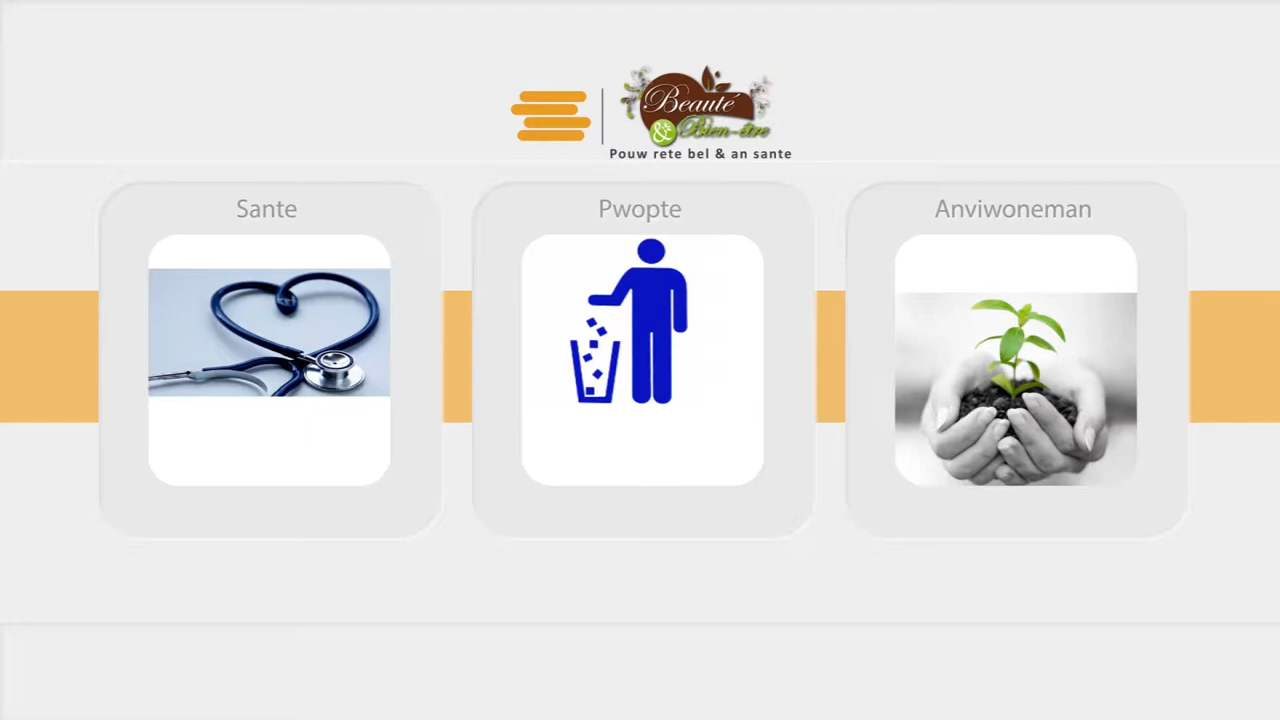 Beauté
& Bien-être
Pouw rete bel & an sante
Sante
Pwopte
Anviwoneman